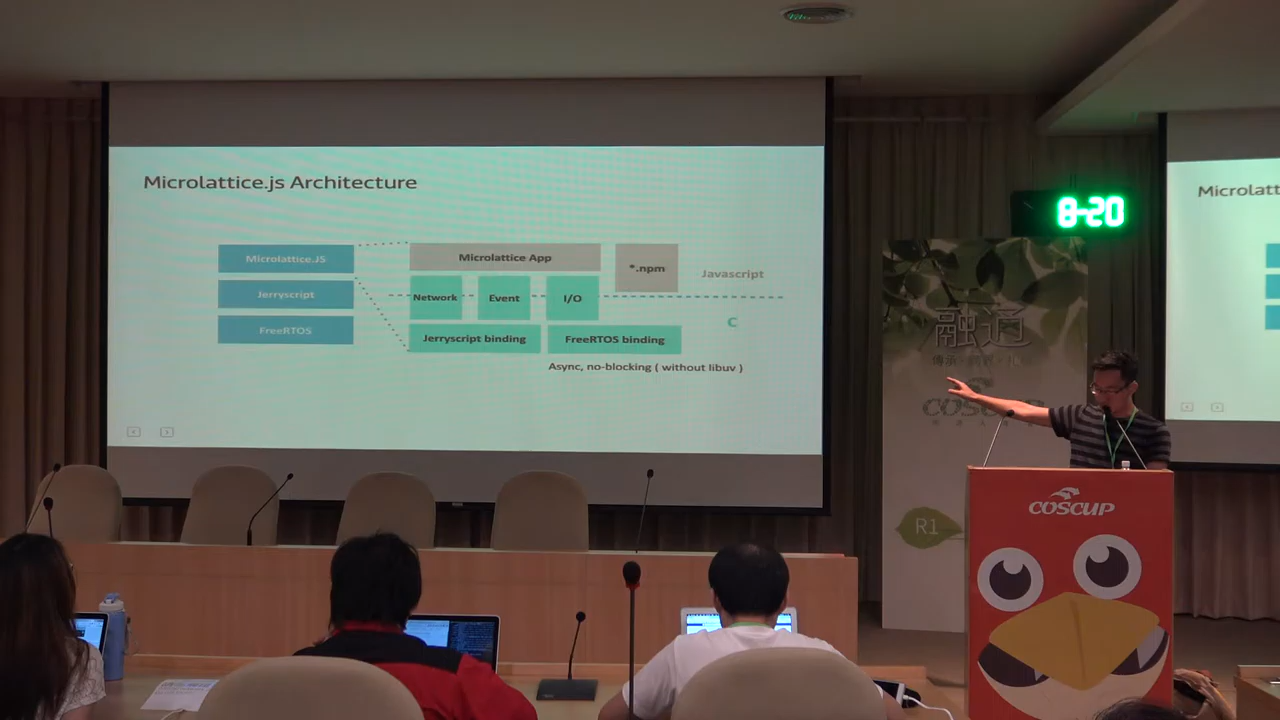 Microlattice.js Architecture
Microlattice.JS
Jerryscript
FreeRTOS
Microlattice App
*.npm
Javascript
Network
Event
I/O
C
Jerryscript binding
FreeRTOS binding
Async, no-blocking ( without libuv )
8-20
Microlatt
融通
COSCUP
R1
COSCUP